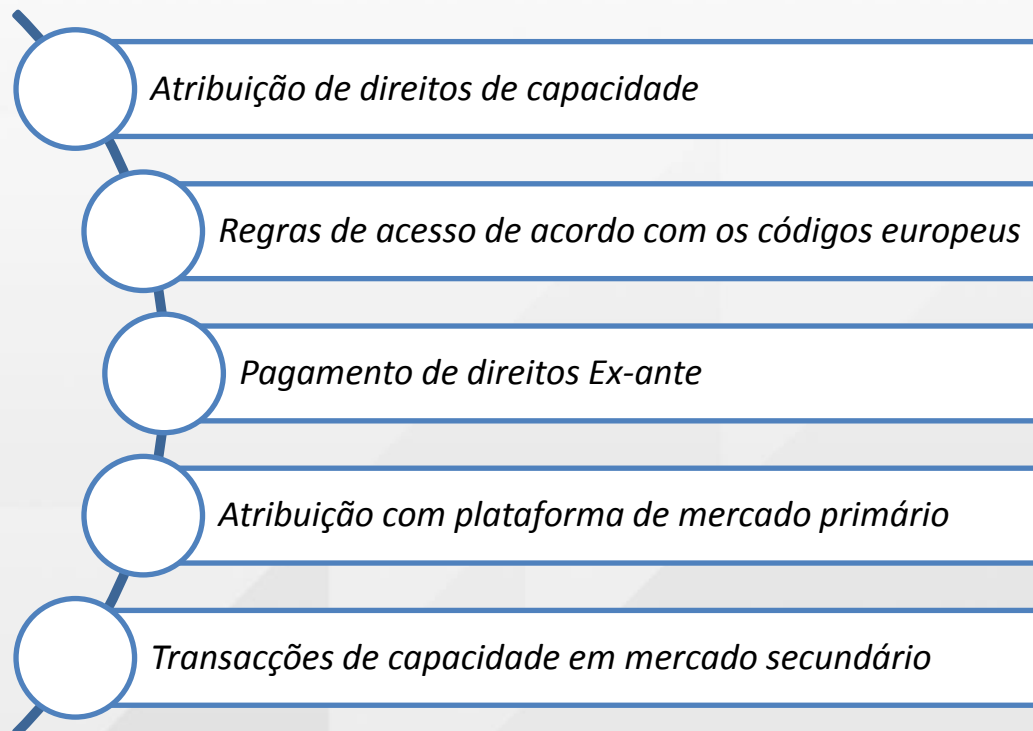 Atribuição de direitos de capacidade
Regras de acesso de acordo com os códigos europeus
Pagamento de direitos Ex-ante
Atribuição com plataforma de mercado primário
Transacções de capacidade em mercado secundário